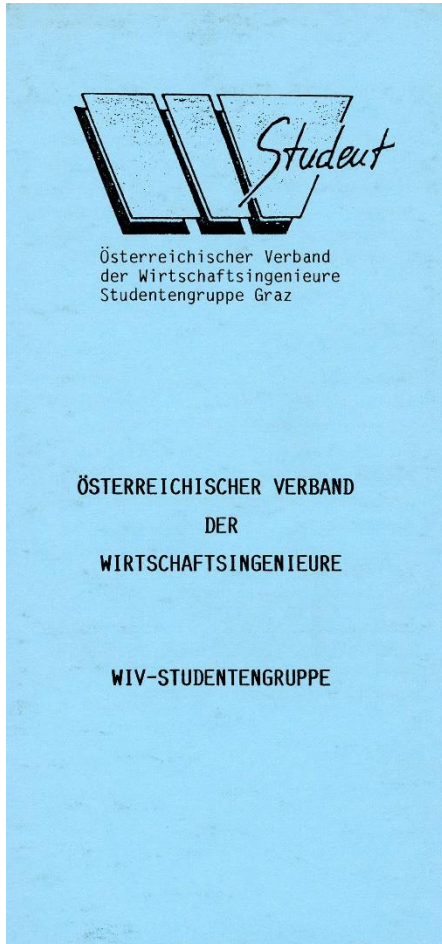 Student
Österreichischer Verband
der Wirtschaftsingenieure
Studentengruppe Graz
ÖSTERREICHISCHER VERBAND
DER
WIRTSCHAFTSINGENIEURE
WIV-STUDENTENGRUPPE